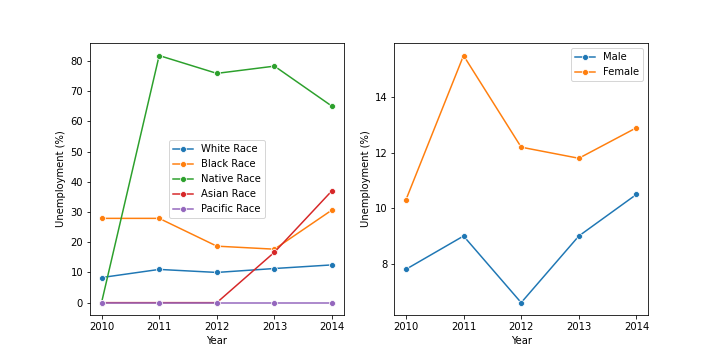 80
70
60
50
40
30
20
10
0
Unemployment (%)
White Race
Black Race
Native Race
Asian Race
Pacific Race
2010 2011 2012 2013 2014
Year
14
12
10
8
Unemployment (%)
Male
Female
2010 2011 2012 2013 2014
Year